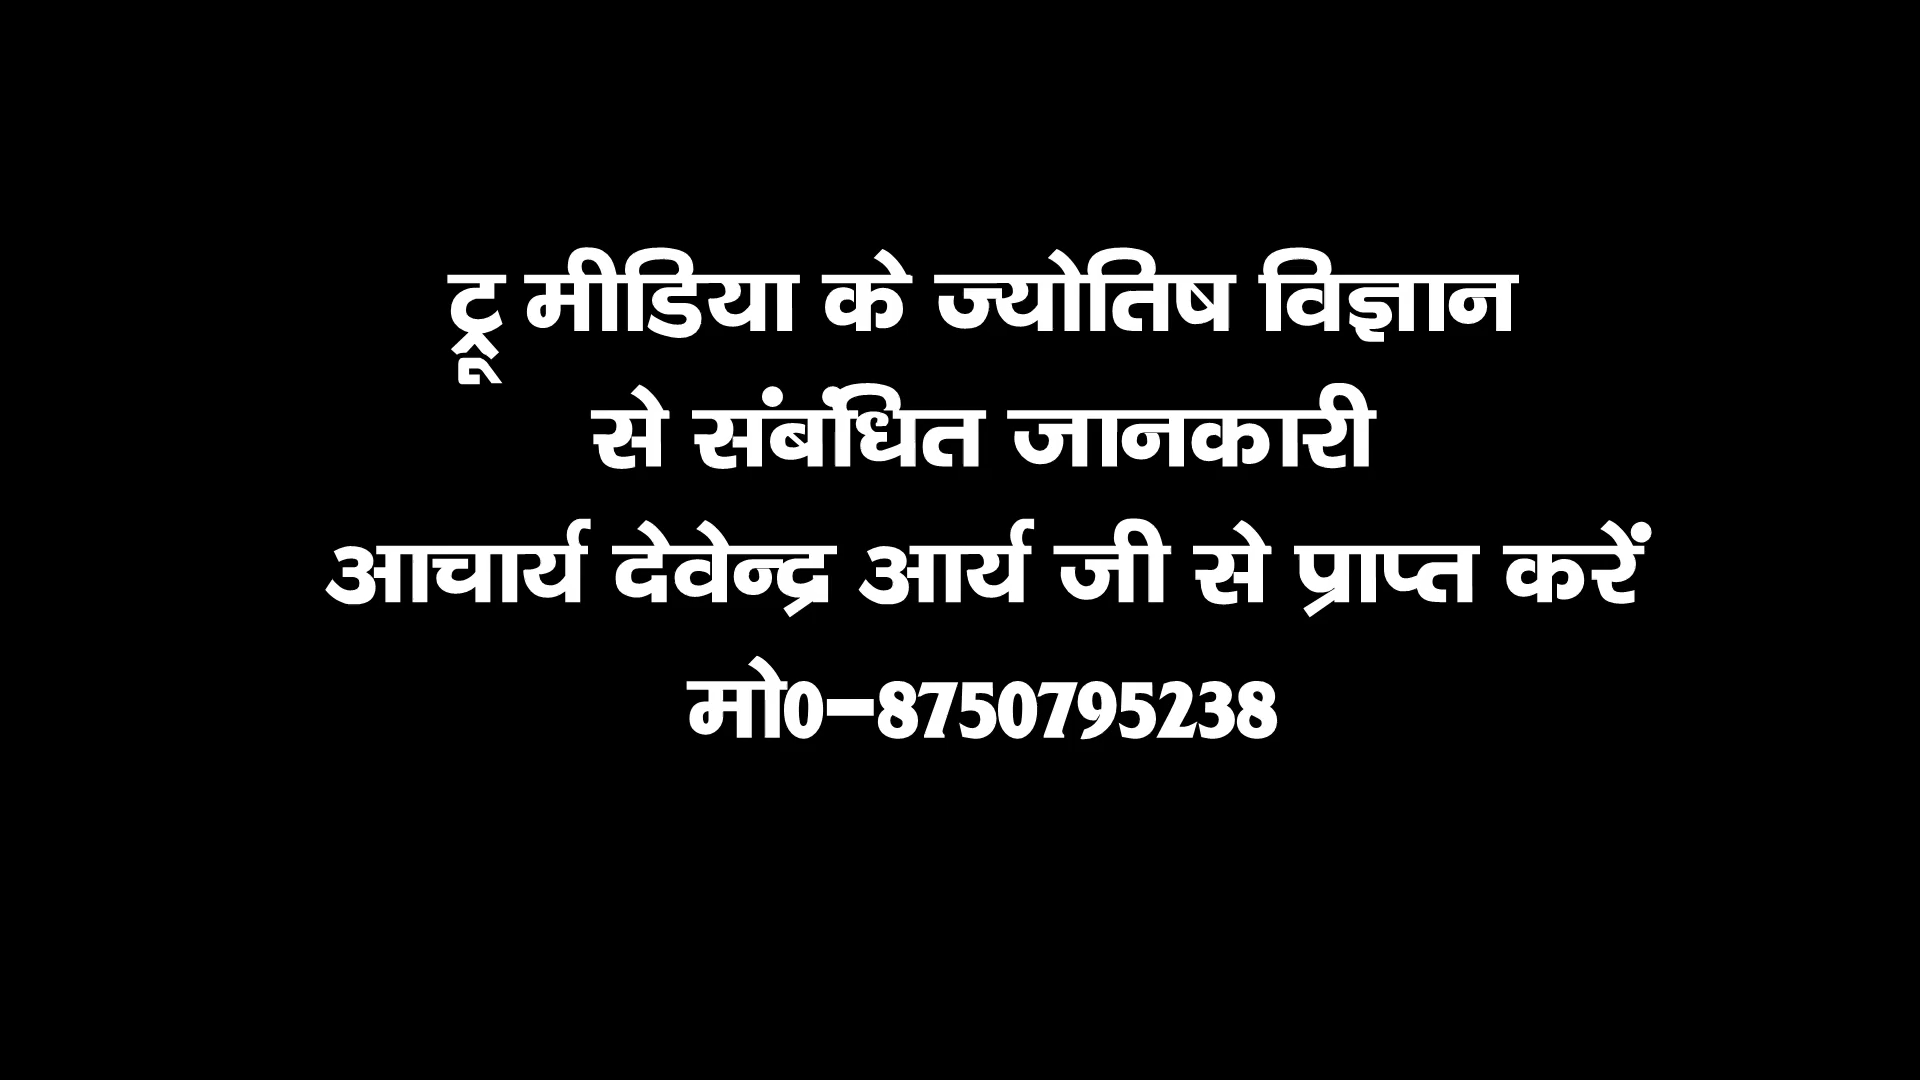 ट्रू मीडिया के ज्योतिष विज्ञान
से संबंधित जानकारी
आचार्य देवेन्द्र आर्य जी से प्राप्त करें
मो0-8750795238